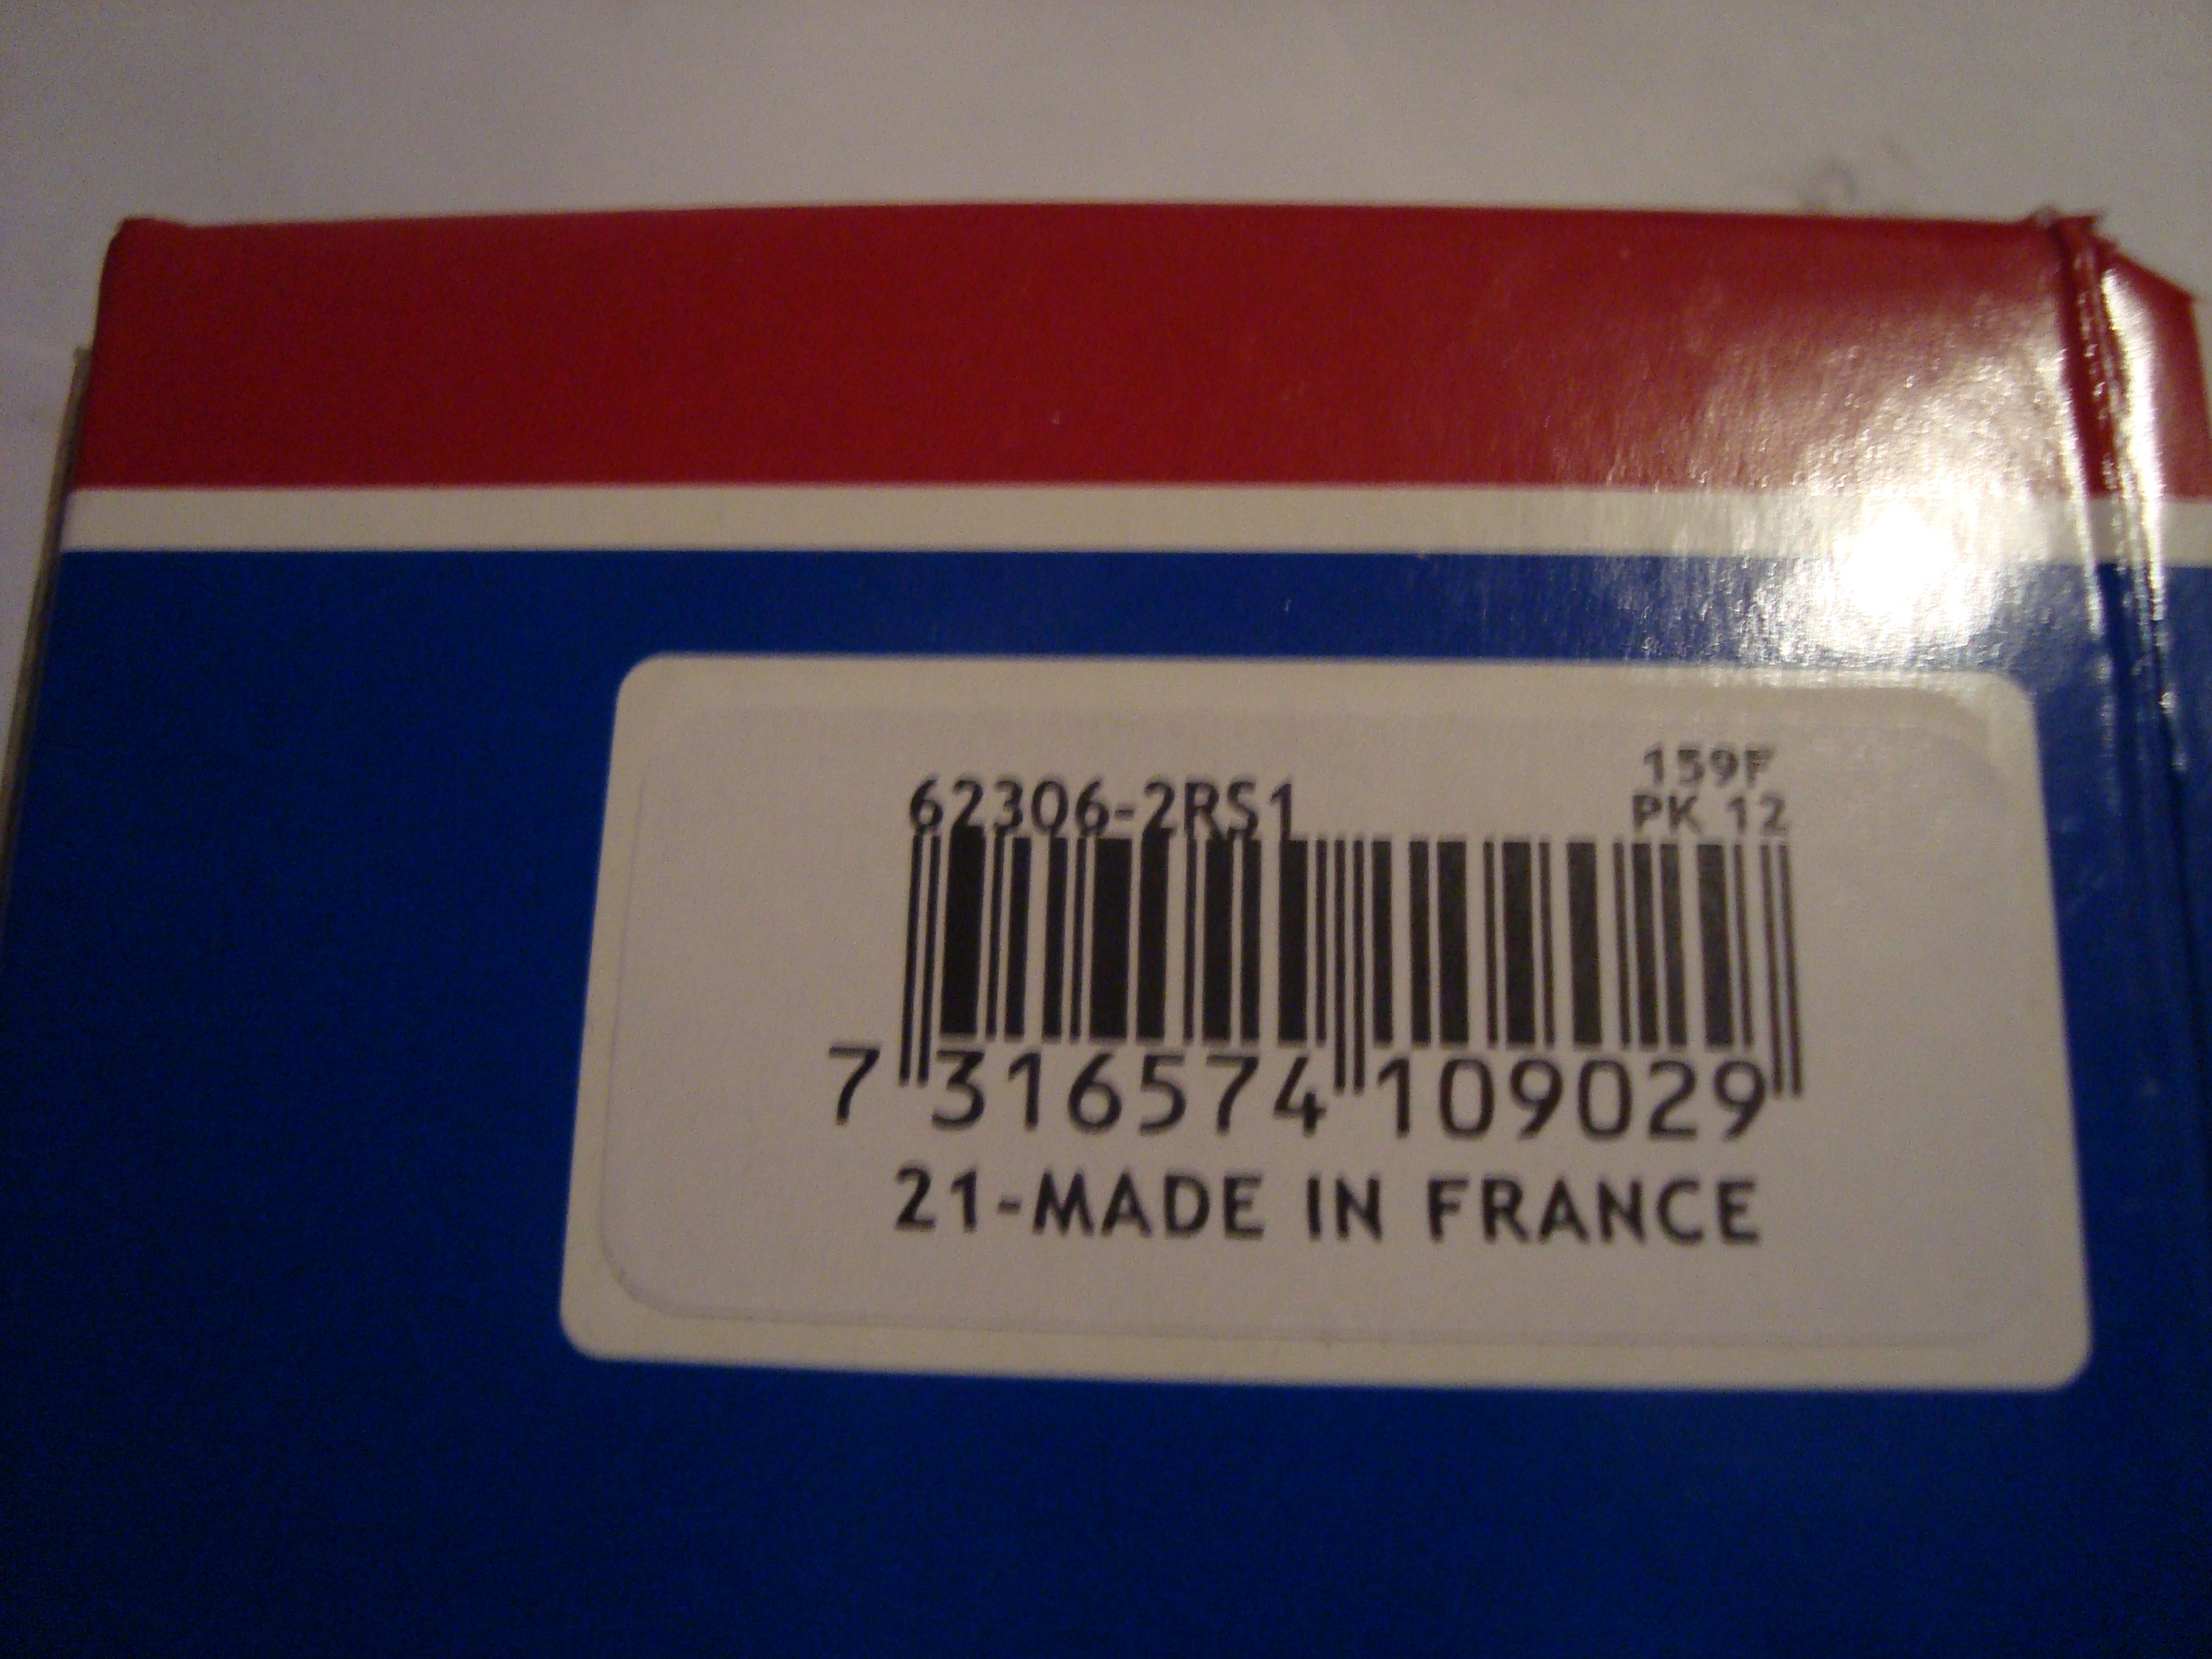 159F
62306-2RS1 PK 12
7 316574 109029
21-MADE IN FRANCE